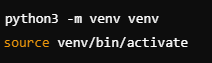 python3 -m venv venv
source venv/bin/activate